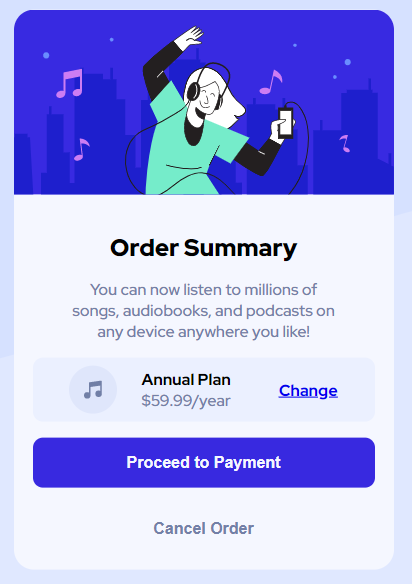 Order Summary
You can now listen to millions of
songs, audiobooks, and podcasts on
any device anywhere you like!
Annual Plan
$59.99/year
Change
Proceed to Payment
Cancel Order